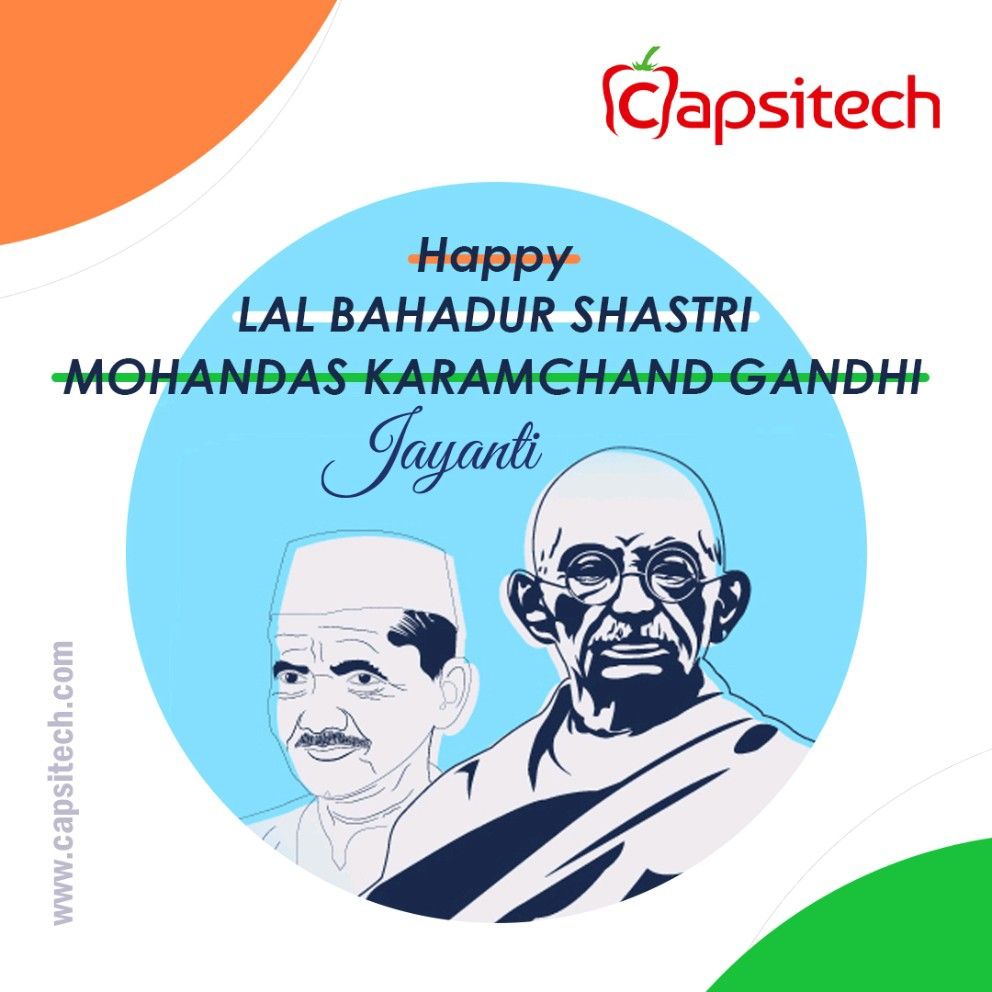 Capsitech
Happy
LAL BAHADUR SHASTRI
MOHANDAS KARAMCHAND GANDHI
Jayanti
www.capsitech.com